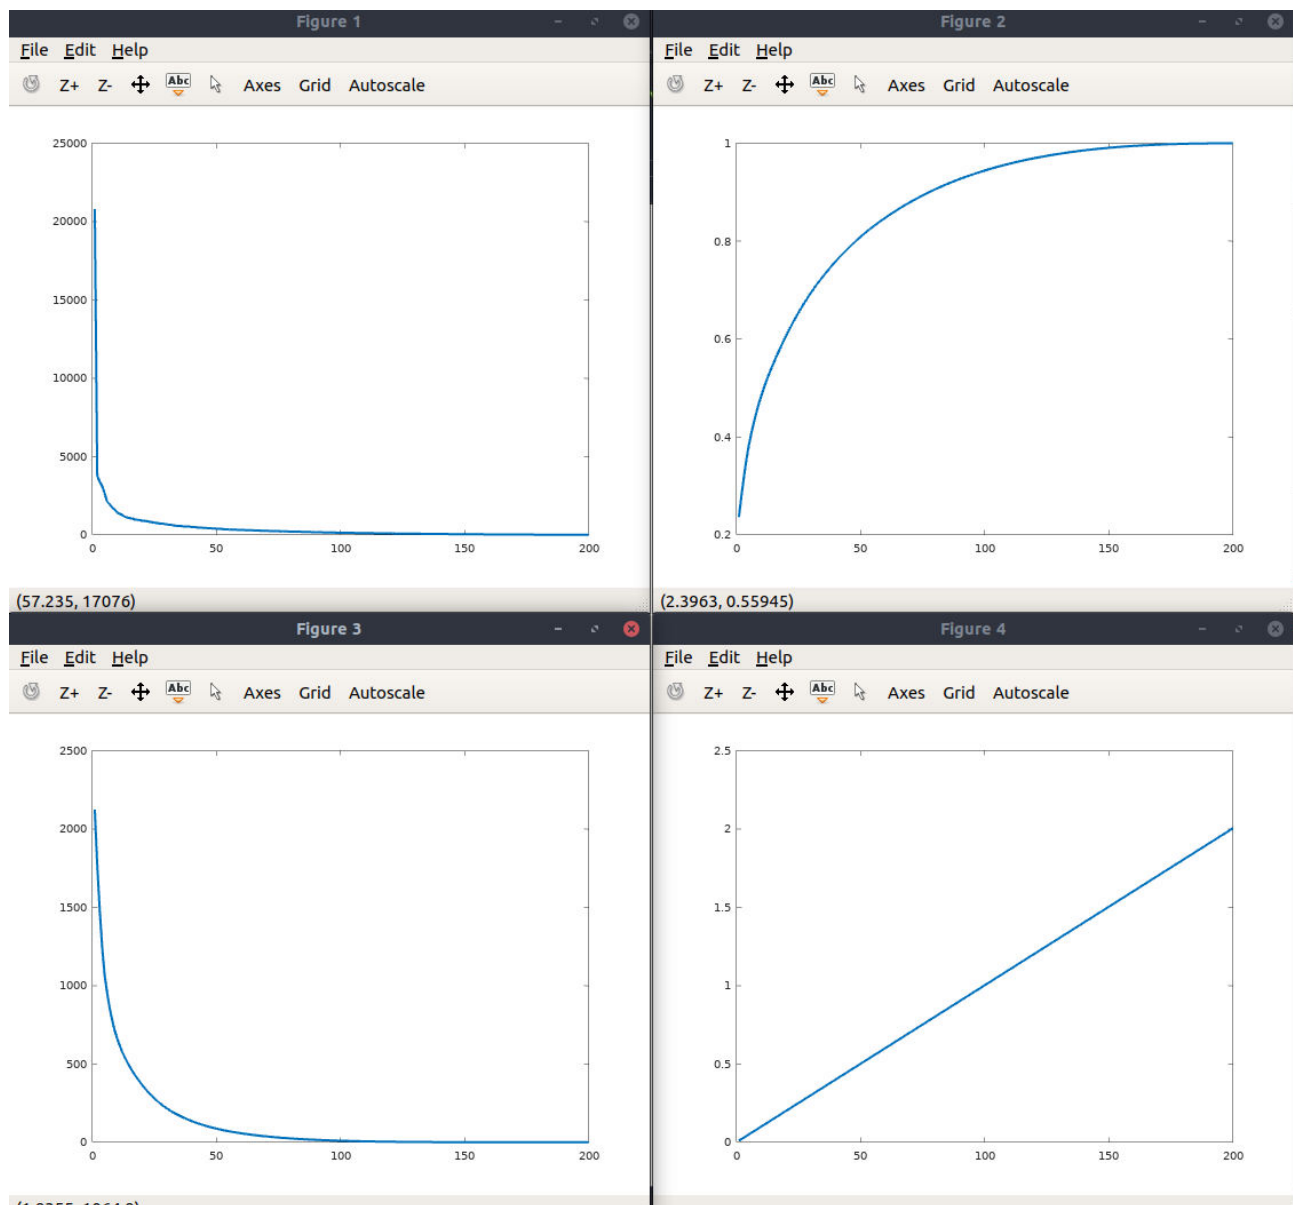 Figure 1
File Edit Help
Z+ Z- Abc Axes Grid Autoscale
25000
20000
15000
10000
5000
0
0 50 100 150 200
(57.235, 17076)
Figure 2
File Edit Help
Z+ Z- Abc Axes Grid Autoscale
1
0.8
0.6
0.4
0.2
0 50 100 150 200
(2.3963, 0.55945)
Figure 3
File Edit Help
Z+ Z- Abc Axes Grid Autoscale
2500
2000
1500
1000
500
0
0 50 100 150 200
Figure 4
File Edit Help
Z+ Z- Abc Axes Grid Autoscale
2.5
2
1.5
1
0.5
0
0 50 100 150 200